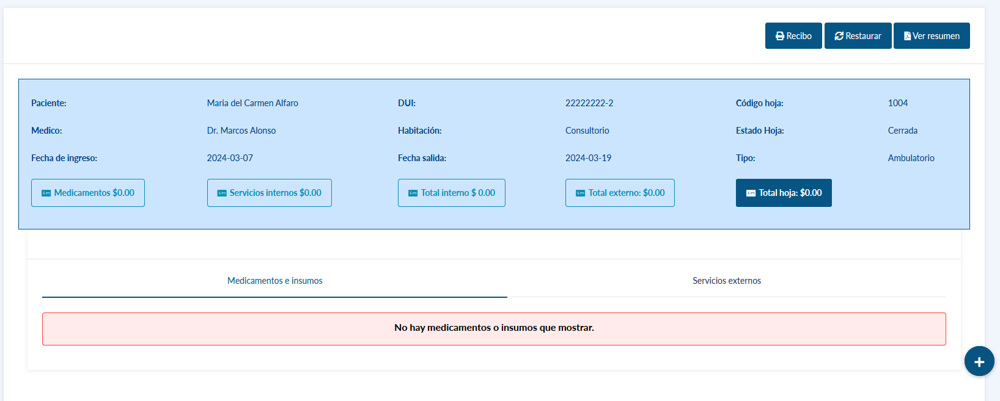 Recibo Restaurar Ver resumen
Paciente: Maria del Carmen Alfaro DUI: 22222222-2 Código hoja: 1004
Medico: Dr. Marcos Alonso Habitación: Consultorio Estado Hoja: Cerrada
Fecha de ingreso: 2024-03-07 Fecha salida: 2024-03-19 Tipo: Ambulatorio
Medicamentos $0.00 Servicios internos $0.00 Total interno $ 0.00 Total externo: $0.00 Total hoja: $0.00
Medicamentos e insumos Servicios externos
No hay medicamentos o insumos que mostrar.